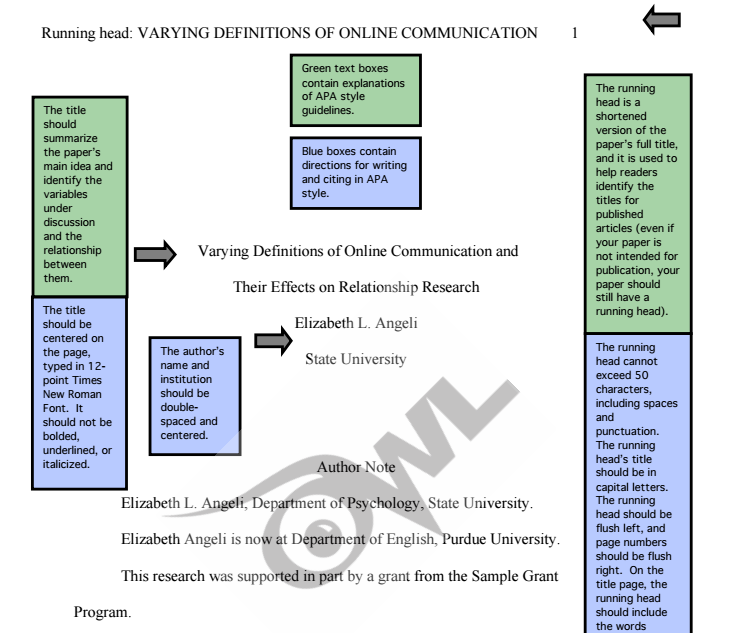 Running head: VARYING DEFINITIONS OF ONLINE COMMUNICATION 1
Green text boxes
contain explanations
of APA style
guidelines.
Blue boxes contain
directions for writing
and citing in APA
style.
The title
should
summarize
the paper's
main idea and
identify the
variables
under
discussion
and the
relationship
between
them.
The title
should be
centered on
the page,
typed in 12-
point Times
New Roman
Font. It
should not be
bolded,
underlined, or
italicized.
The author's
name and
institution
should be
double-
spaced and
centered.
Varying Definitions of Online Communication and
Their Effects on Relationship Research
Elizabeth L. Angeli
State University
Author Note
Elizabeth L. Angeli, Department of Psychology, State University.
Elizabeth Angeli is now at Department of English, Purdue University.
This research was supported in part by a grant from the Sample Grant
Program.
The running
head is a
shortened
version of the
paper's full title,
and it is used to
help readers
identify the
titles for
published
articles (even if
your paper is
not intended for
publication, your
paper should
still have a
running head).
The running
head cannot
exceed 50
characters,
including spaces
and
punctuation.
The running
head's title
should be in
capital letters.
The running
head should be
flush left, and
page numbers
should be flush
right. On the
title page, the
running head
should include
the words
OWL